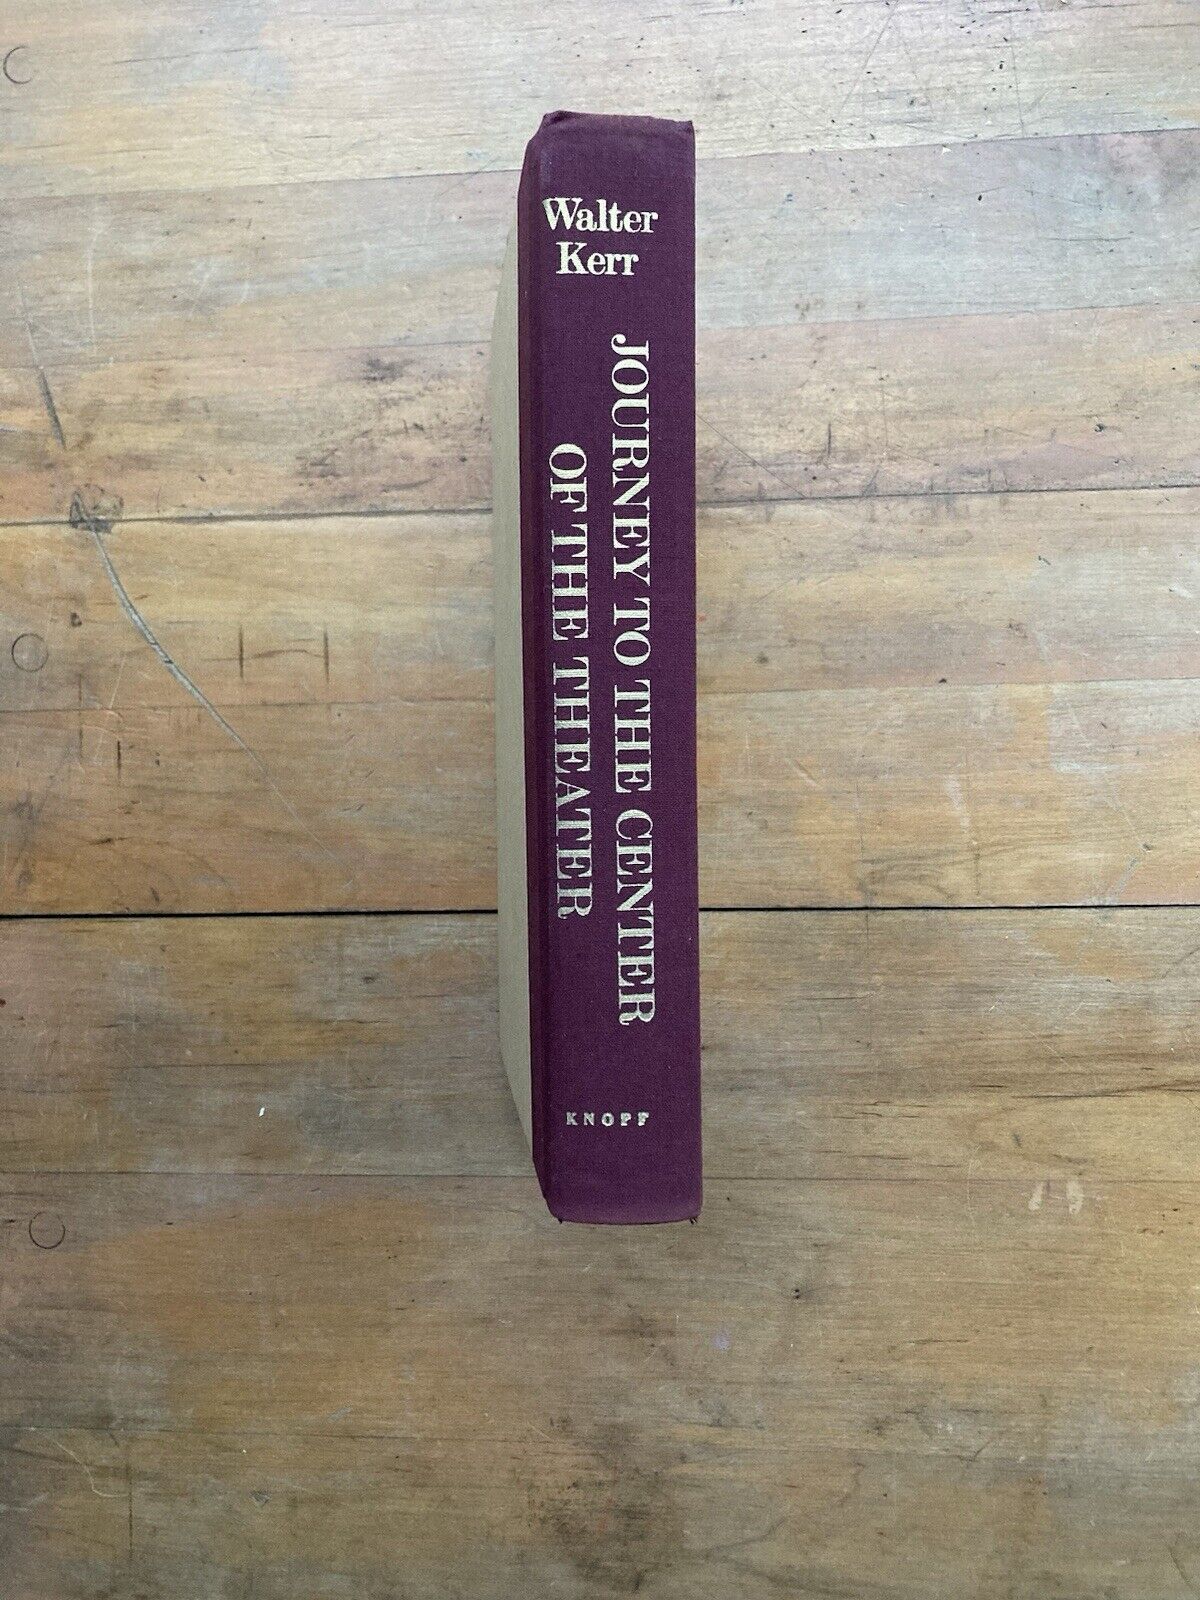 Walter
Kerr
JOURNEY TO THE CENTER
OF THE THEATER
KNOPF